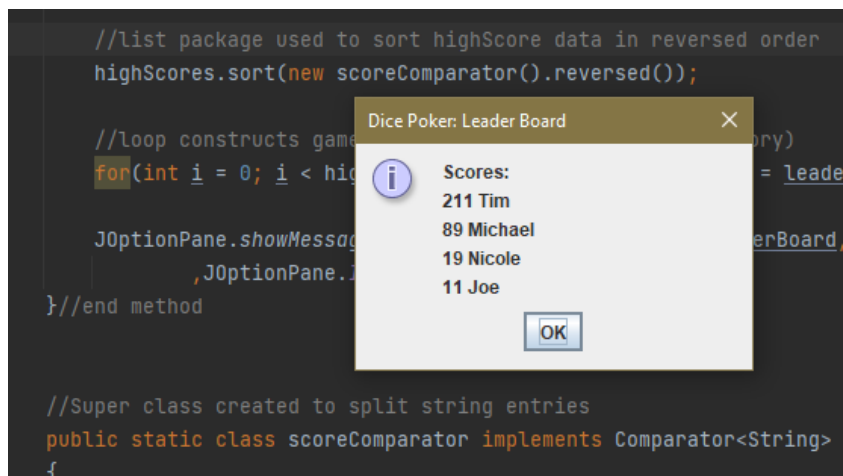 //list package used to sort highScore data in reversed order
highScores.sort(new scoreComparator().reversed());
//loop constructs game ory)
for(int i = 0; i < hig = leade
JOptionPane.showMessag erBoard,
,JOptionPane.
}//end method
//Super class created to split string entries
public static class scoreComparator implements Comparator<String>
{
Dice Poker: Leader Board
Scores:
211 Tim
89 Michael
19 Nicole
11 Joe
OK